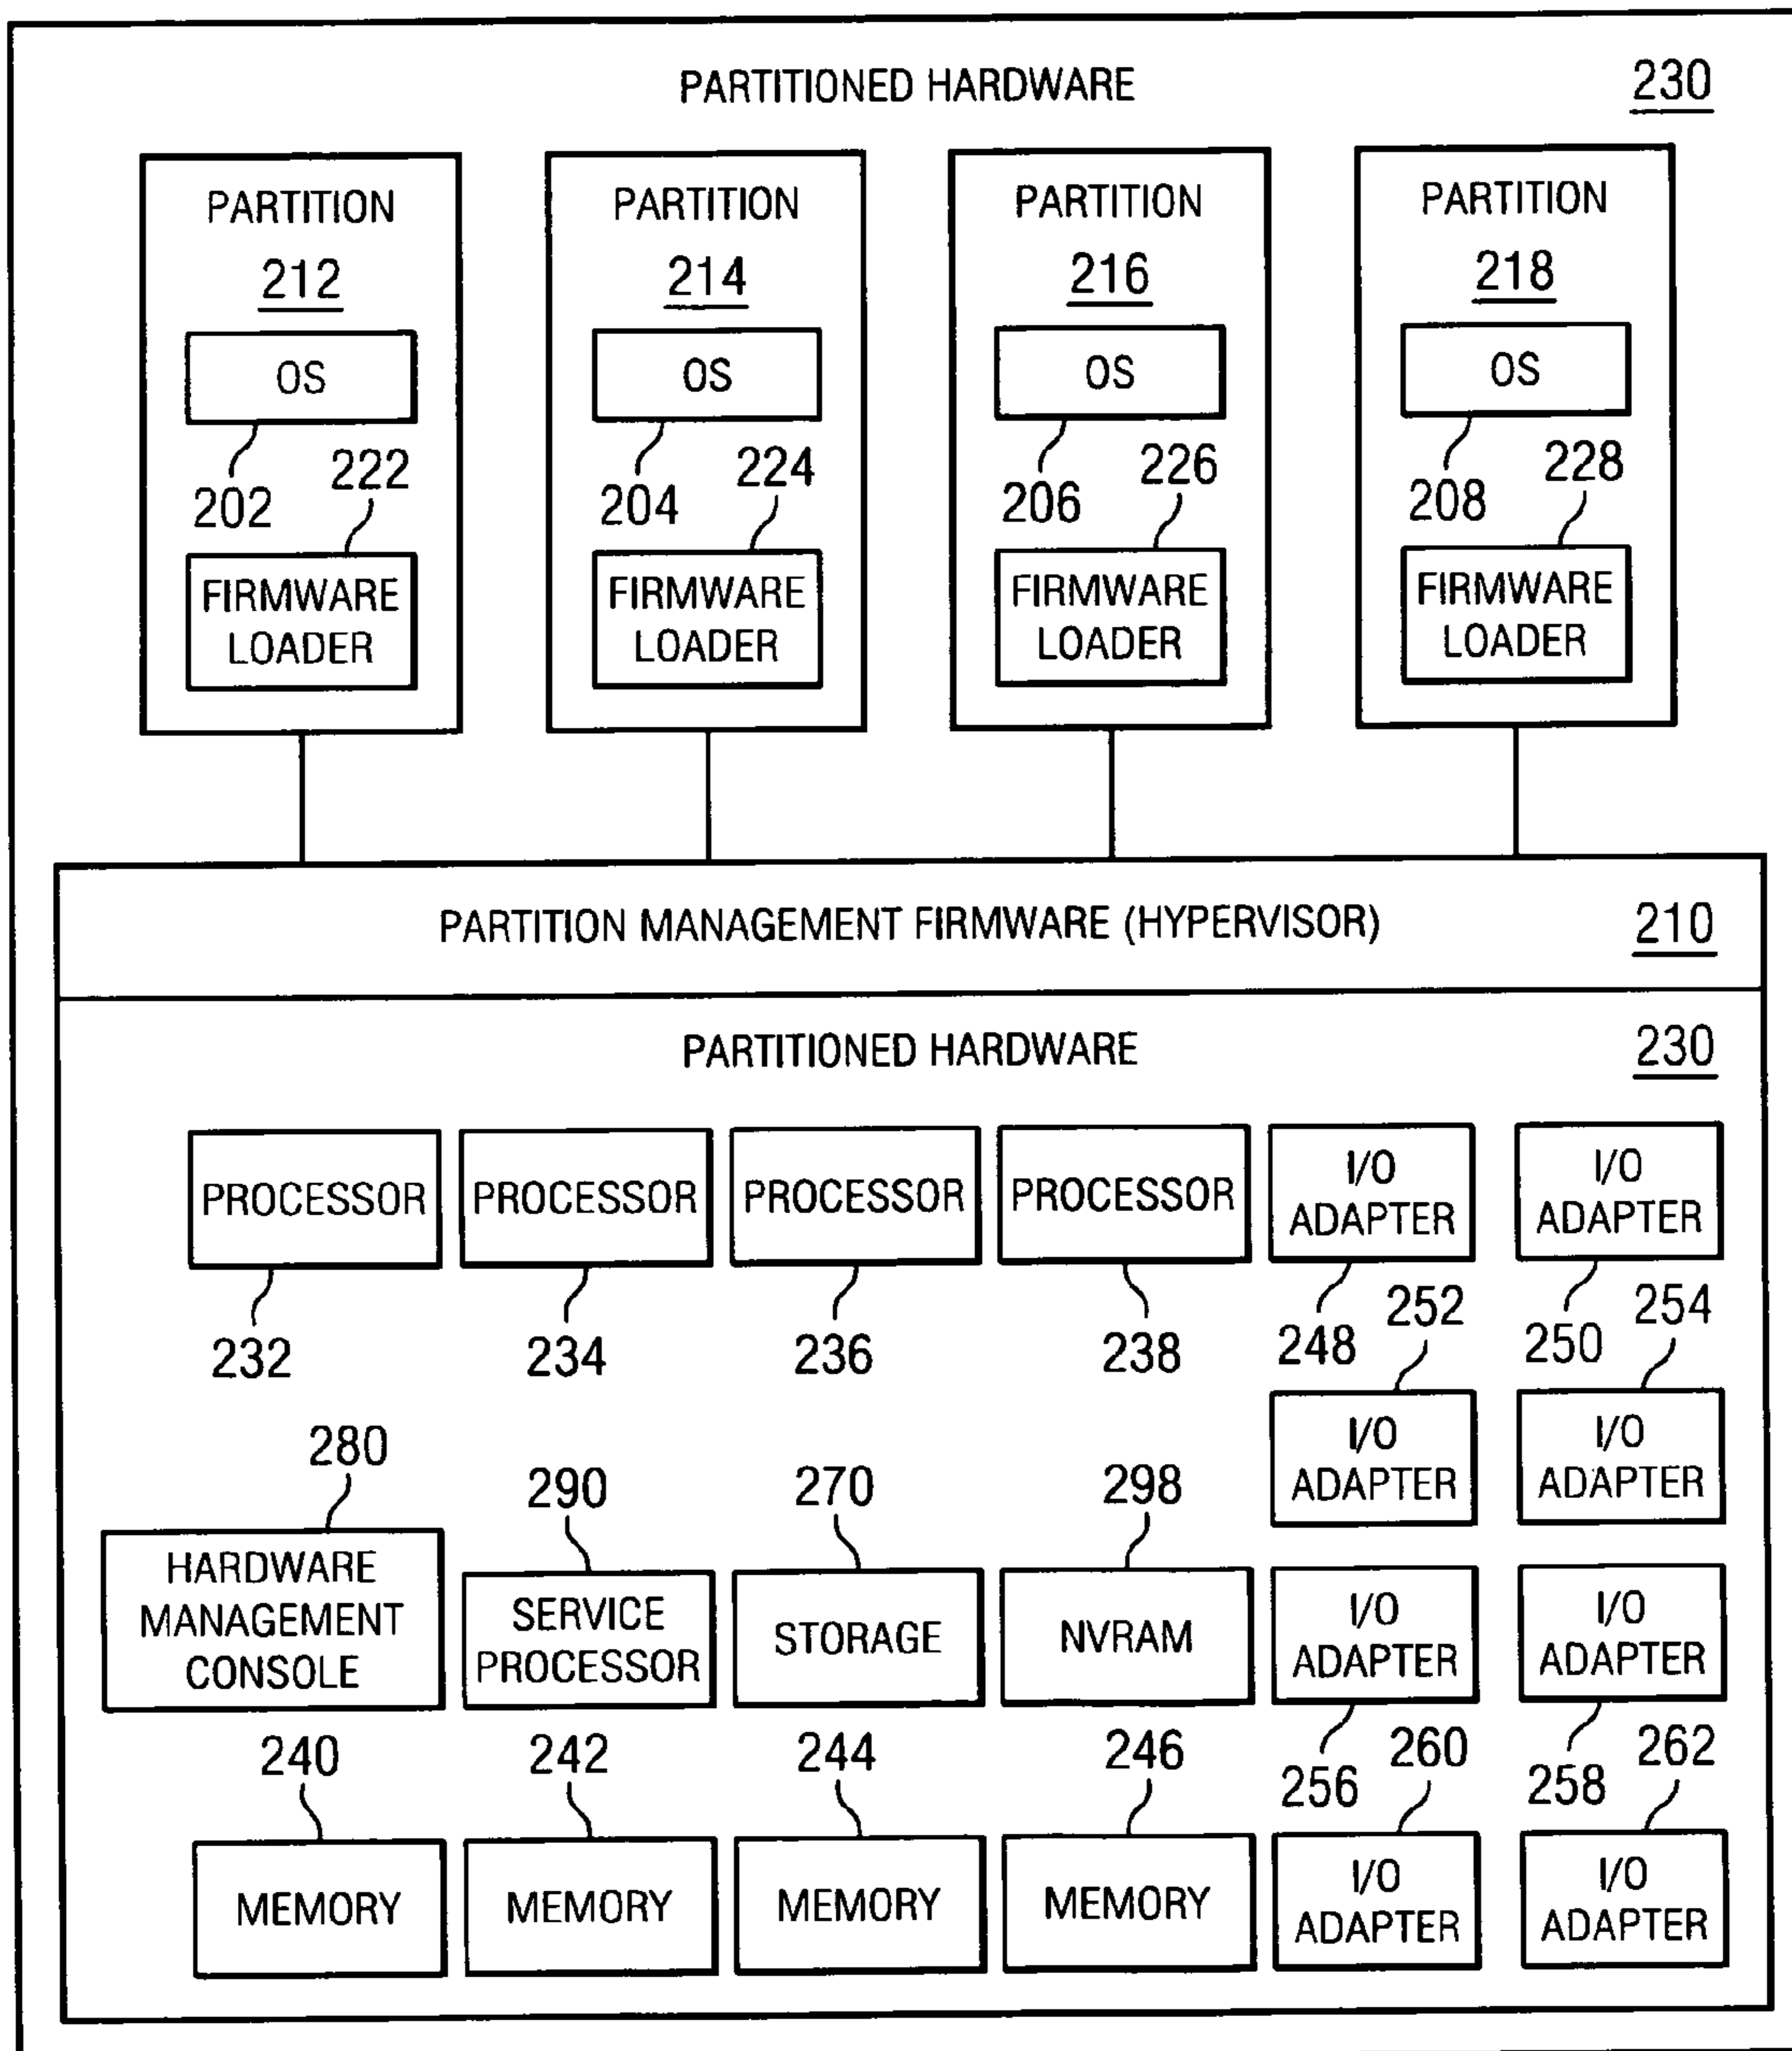 PARTITIONED HARDWARE
230
PARTITION
212
OS
202
222
FIRMWARE
LOADER
PARTITION
214
OS
204
224
FIRMWARE
LOADER
PARTITION
216
OS
206
226
FIRMWARE
LOADER
PARTITION
218
OS
208
228
FIRMWARE
LOADER
PARTITION MANAGEMENT FIRMWARE (HYPERVISOR)
210
PARTITIONED HARDWARE
230
PROCESSOR
232
PROCESSOR
234
PROCESSOR
236
PROCESSOR
238
I/O
ADAPTER
248
I/O
ADAPTER
250
252
I/O
ADAPTER
254
I/O
ADAPTER
280
HARDWARE
MANAGEMENT
CONSOLE
290
SERVICE
PROCESSOR
270
STORAGE
298
NVRAM
I/O
ADAPTER
256
I/O
ADAPTER
258
240
MEMORY
242
MEMORY
244
MEMORY
246
MEMORY
260
I/O
ADAPTER
262
I/O
ADAPTER